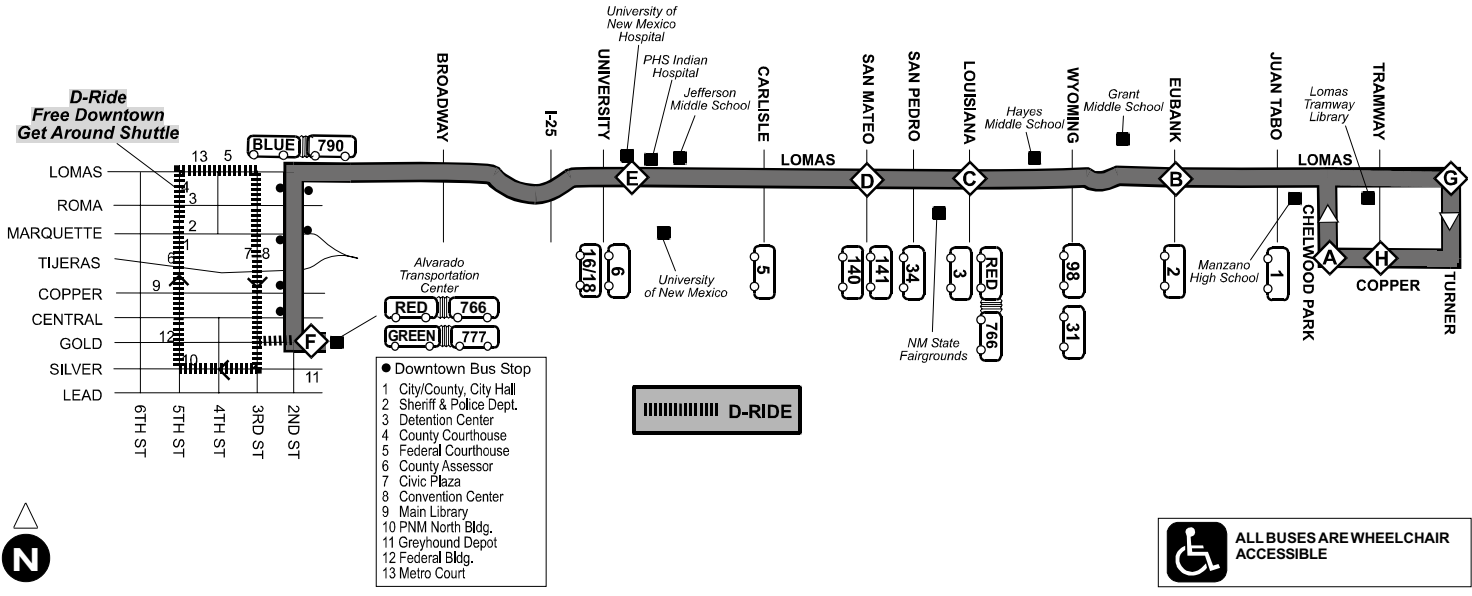 University of
New Mexico
Hospital
PHS Indian
Hospital
Jefferson
Middle School
Hayes
Middle School
Grant
Middle School
Lomas
Tramway
Library
BROADWAY
I-25
UNIVERSITY
CARLISLE
SAN MATEO
SAN PEDRO
LOUISIANA
WYOMING
EUBANK
JUAN TABO
TRAMWAY
D-Ride
Free Downtown
Get Around Shuttle
BLUE 790
13 5
LOMAS
LOMAS
LOMAS
E
D
C
B
G
4
ROMA
3
MARQUETTE
2
1
7 8
TIJERAS
6
COPPER
9
CENTRAL
GOLD
12
SILVER
10
11
LEAD
6TH ST
5TH ST
4TH ST
3RD ST
2ND ST
F
Alvarado
Transportation
Center
RED 766
GREEN 777
16/18
6
University
of New Mexico
5
140
141
34
3
RED
766
NM State
Fairgrounds
98
31
2
Manzano
High School
1
CHELWOOD PARK
A
H
COPPER
TURNER
Downtown Bus Stop
1 City/County, City Hall
2 Sheriff & Police Dept.
3 Detention Center
4 County Courthouse
5 Federal Courthouse
6 County Assessor
7 Civic Plaza
8 Convention Center
9 Main Library
10 PNM North Bldg.
11 Greyhound Depot
12 Federal Bldg.
13 Metro Court
D-RIDE
N
ALL BUSES ARE WHEELCHAIR
ACCESSIBLE